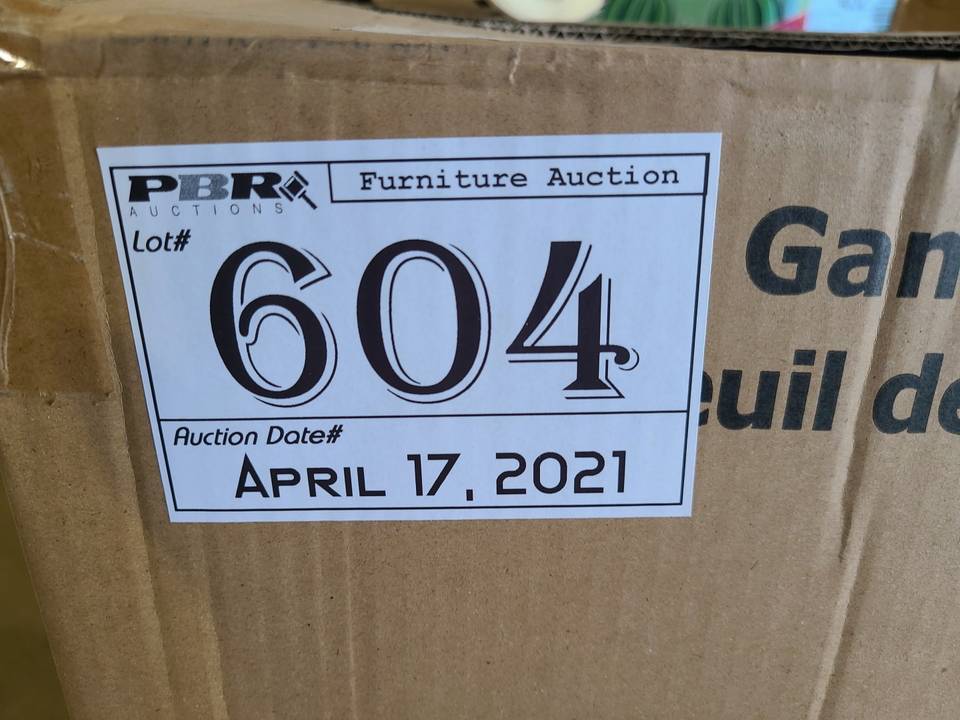 PBR
AUCTIONS
Furniture Auction
Lot#
604
Auction Date#
APRIL 17, 2021
Gam
euil de